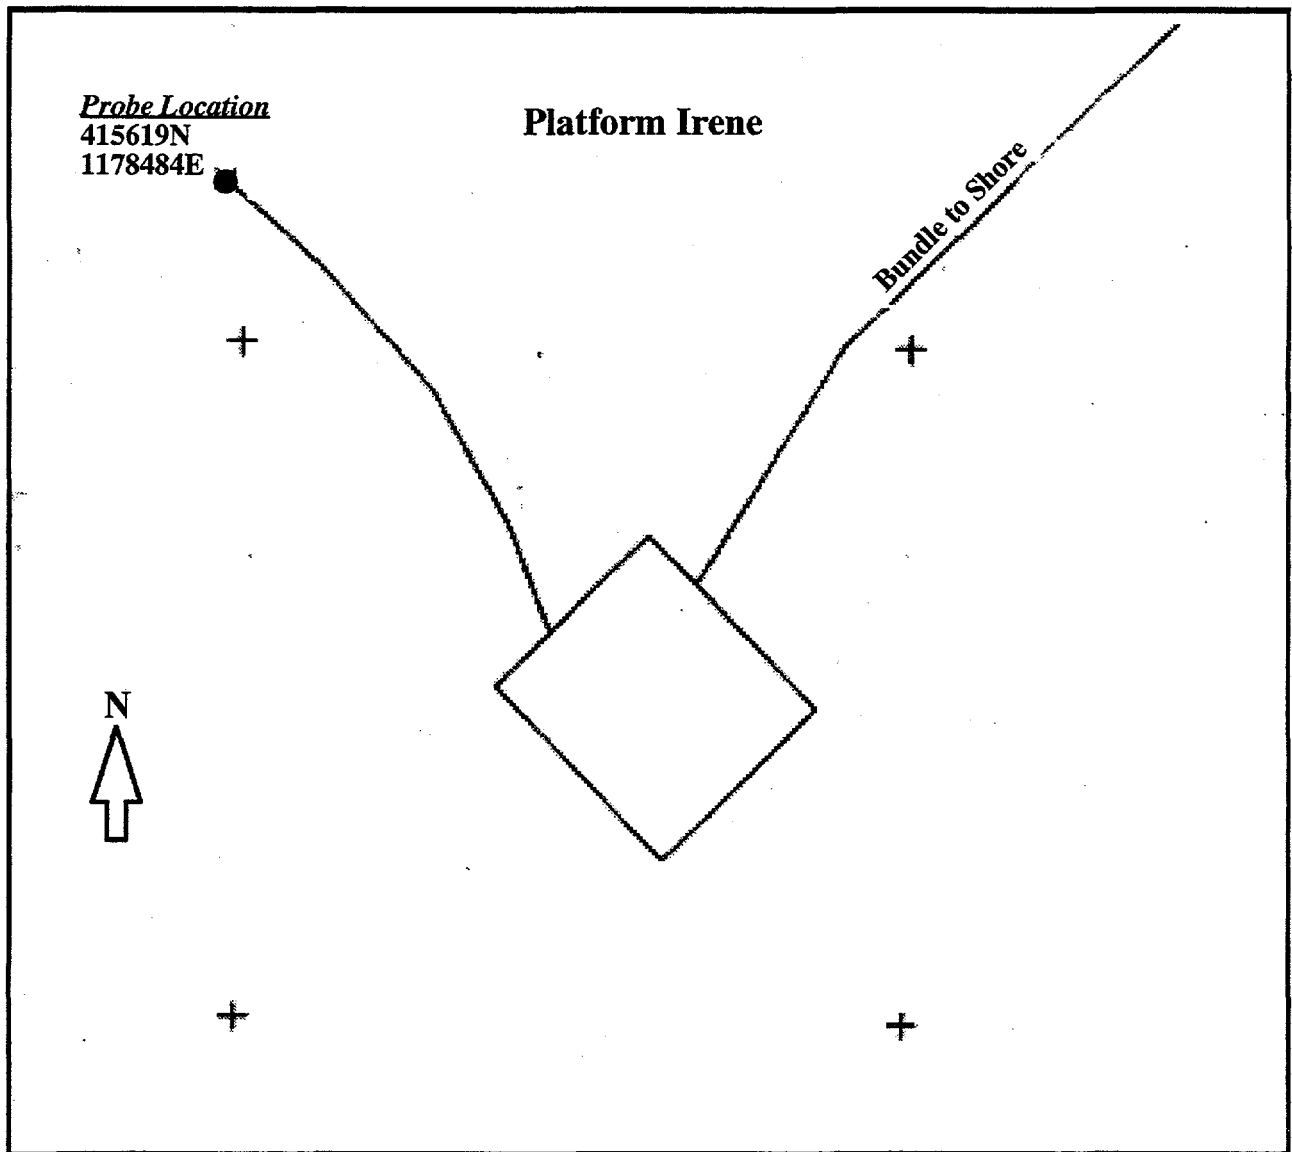 Probe Location
415619N
1178484E
Platform Irene
Bundle to Shore
N